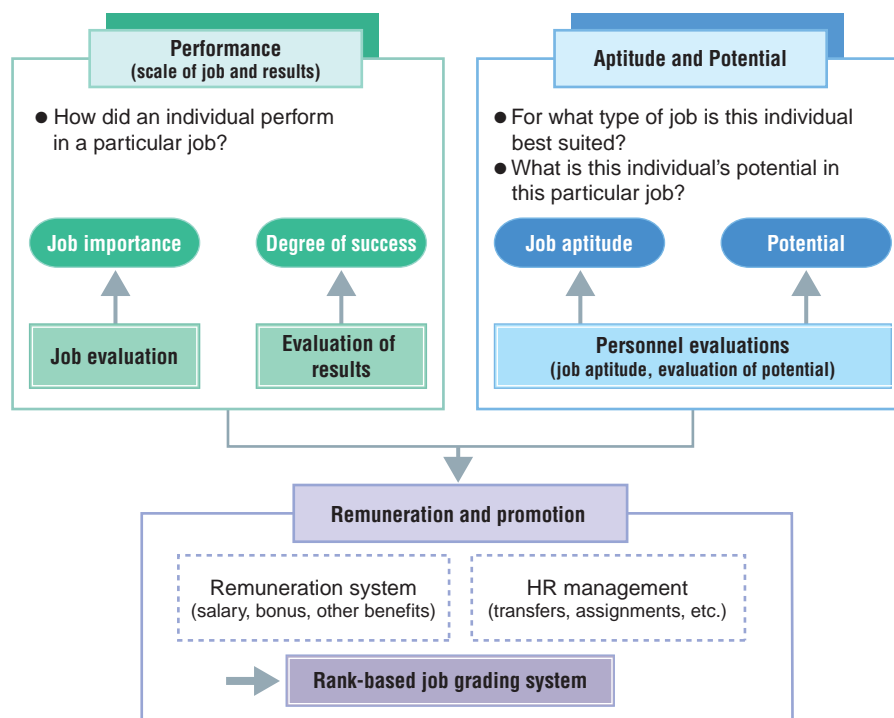 Performance
(scale of job and results)
● How did an individual perform
in a particular job?
Job importance
Degree of success
Job evaluation
Evaluation of
results
Aptitude and Potential
● For what type of job is this individual
best suited?
● What is this individual's potential in
this particular job?
Job aptitude
Potential
Personnel evaluations
(job aptitude, evaluation of potential)
Remuneration and promotion
Remuneration system
(salary, bonus, other benefits)
HR management
(transfers, assignments, etc.)
Rank-based job grading system